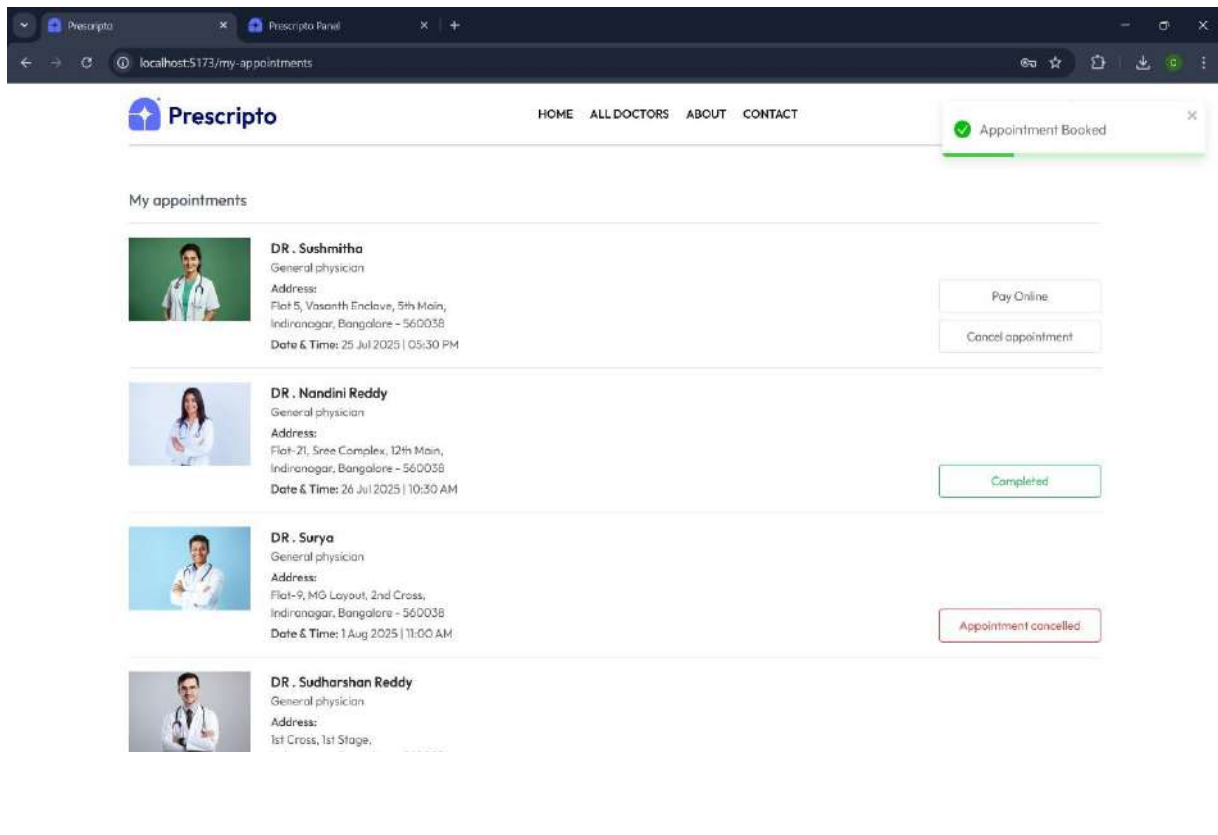 Prescripto
Prescripto Panel
localhost:5173/my-appointments
Prescripto
HOME ALL DOCTORS ABOUT CONTACT
Appointment Booked
My appointments
DR . Sushmitha
General physician
Address:
Flat 5, Vasanth Enclave, 5th Main,
Indiranagar, Bangalore - 560038
Date & Time: 25 Jul 2025 | 05:30 PM
Pay Online
Cancel appointment
DR . Nandini Reddy
General physician
Address:
Flat-21, Sree Complex, 12th Main,
Indiranagar, Bangalore - 560038
Date & Time: 26 Jul 2025 | 10:30 AM
Completed
DR . Surya
General physician
Address:
Flat-9, MG Layout, 2nd Cross,
Indiranagar, Bangalore - 560038
Date & Time: 1 Aug 2025 | 11:00 AM
Appointment cancelled
DR . Sudharshan Reddy
General physician
Address:
1st Cross, 1st Stage,